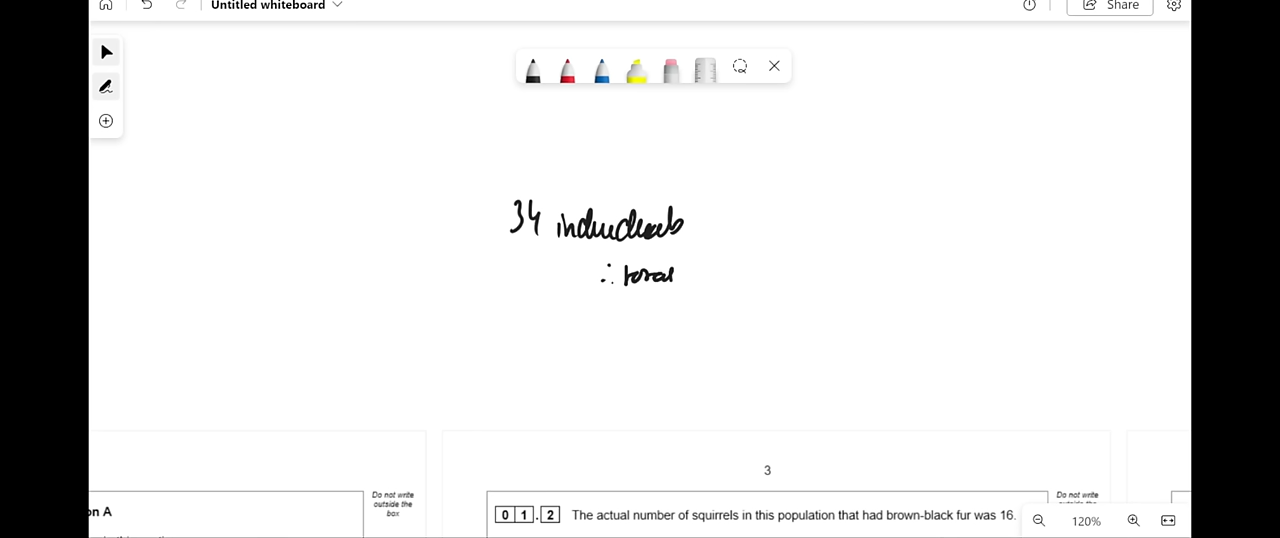 Untitled whiteboard
Share
34 individuals
∴ total
3
Do not write
outside the
box
Do not write
outside the
on A
0 1 . 2 The actual number of squirrels in this population that had brown-black fur was 16.
120%